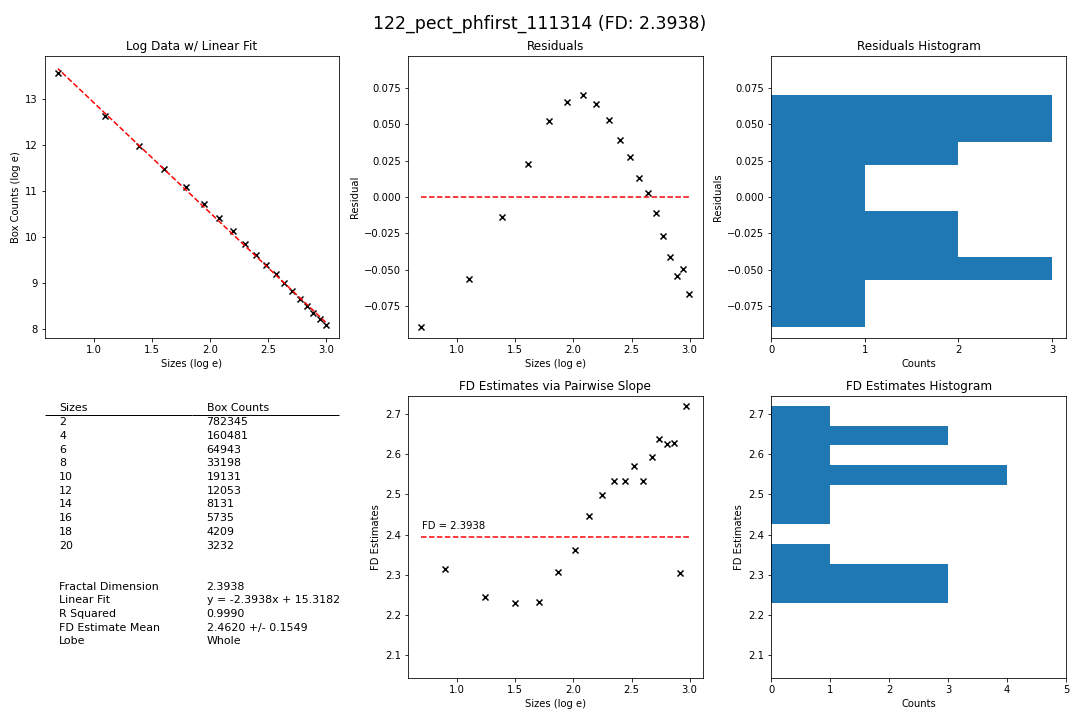 122_pect_phfirst_111314 (FD: 2.3938)
Log Data w/ Linear Fit
Box Counts (log e)
13
12
11
10
9
8
1.0 1.5 2.0 2.5 3.0
Sizes (log e)
Residuals
Residual
0.075
0.050
0.025
0.000
−0.025
−0.050
−0.075
1.0 1.5 2.0 2.5 3.0
Sizes (log e)
Residuals Histogram
Residuals
0.075
0.050
0.025
0.000
−0.025
−0.050
−0.075
0 1 2 3
Counts
Sizes Box Counts
2 782345
4 160481
6 64943
8 33198
10 19131
12 12053
14 8131
16 5735
18 4209
20 3232
Fractal Dimension 2.3938
Linear Fit y = -2.3938x + 15.3182
R Squared 0.9990
FD Estimate Mean 2.4620 +/- 0.1549
Lobe Whole
FD Estimates via Pairwise Slope
FD Estimates
2.7
2.6
2.5
2.4
2.3
2.2
2.1
FD = 2.3938
1.0 1.5 2.0 2.5 3.0
Sizes (log e)
FD Estimates Histogram
FD Estimates
2.7
2.6
2.5
2.4
2.3
2.2
2.1
0 1 2 3 4 5
Counts